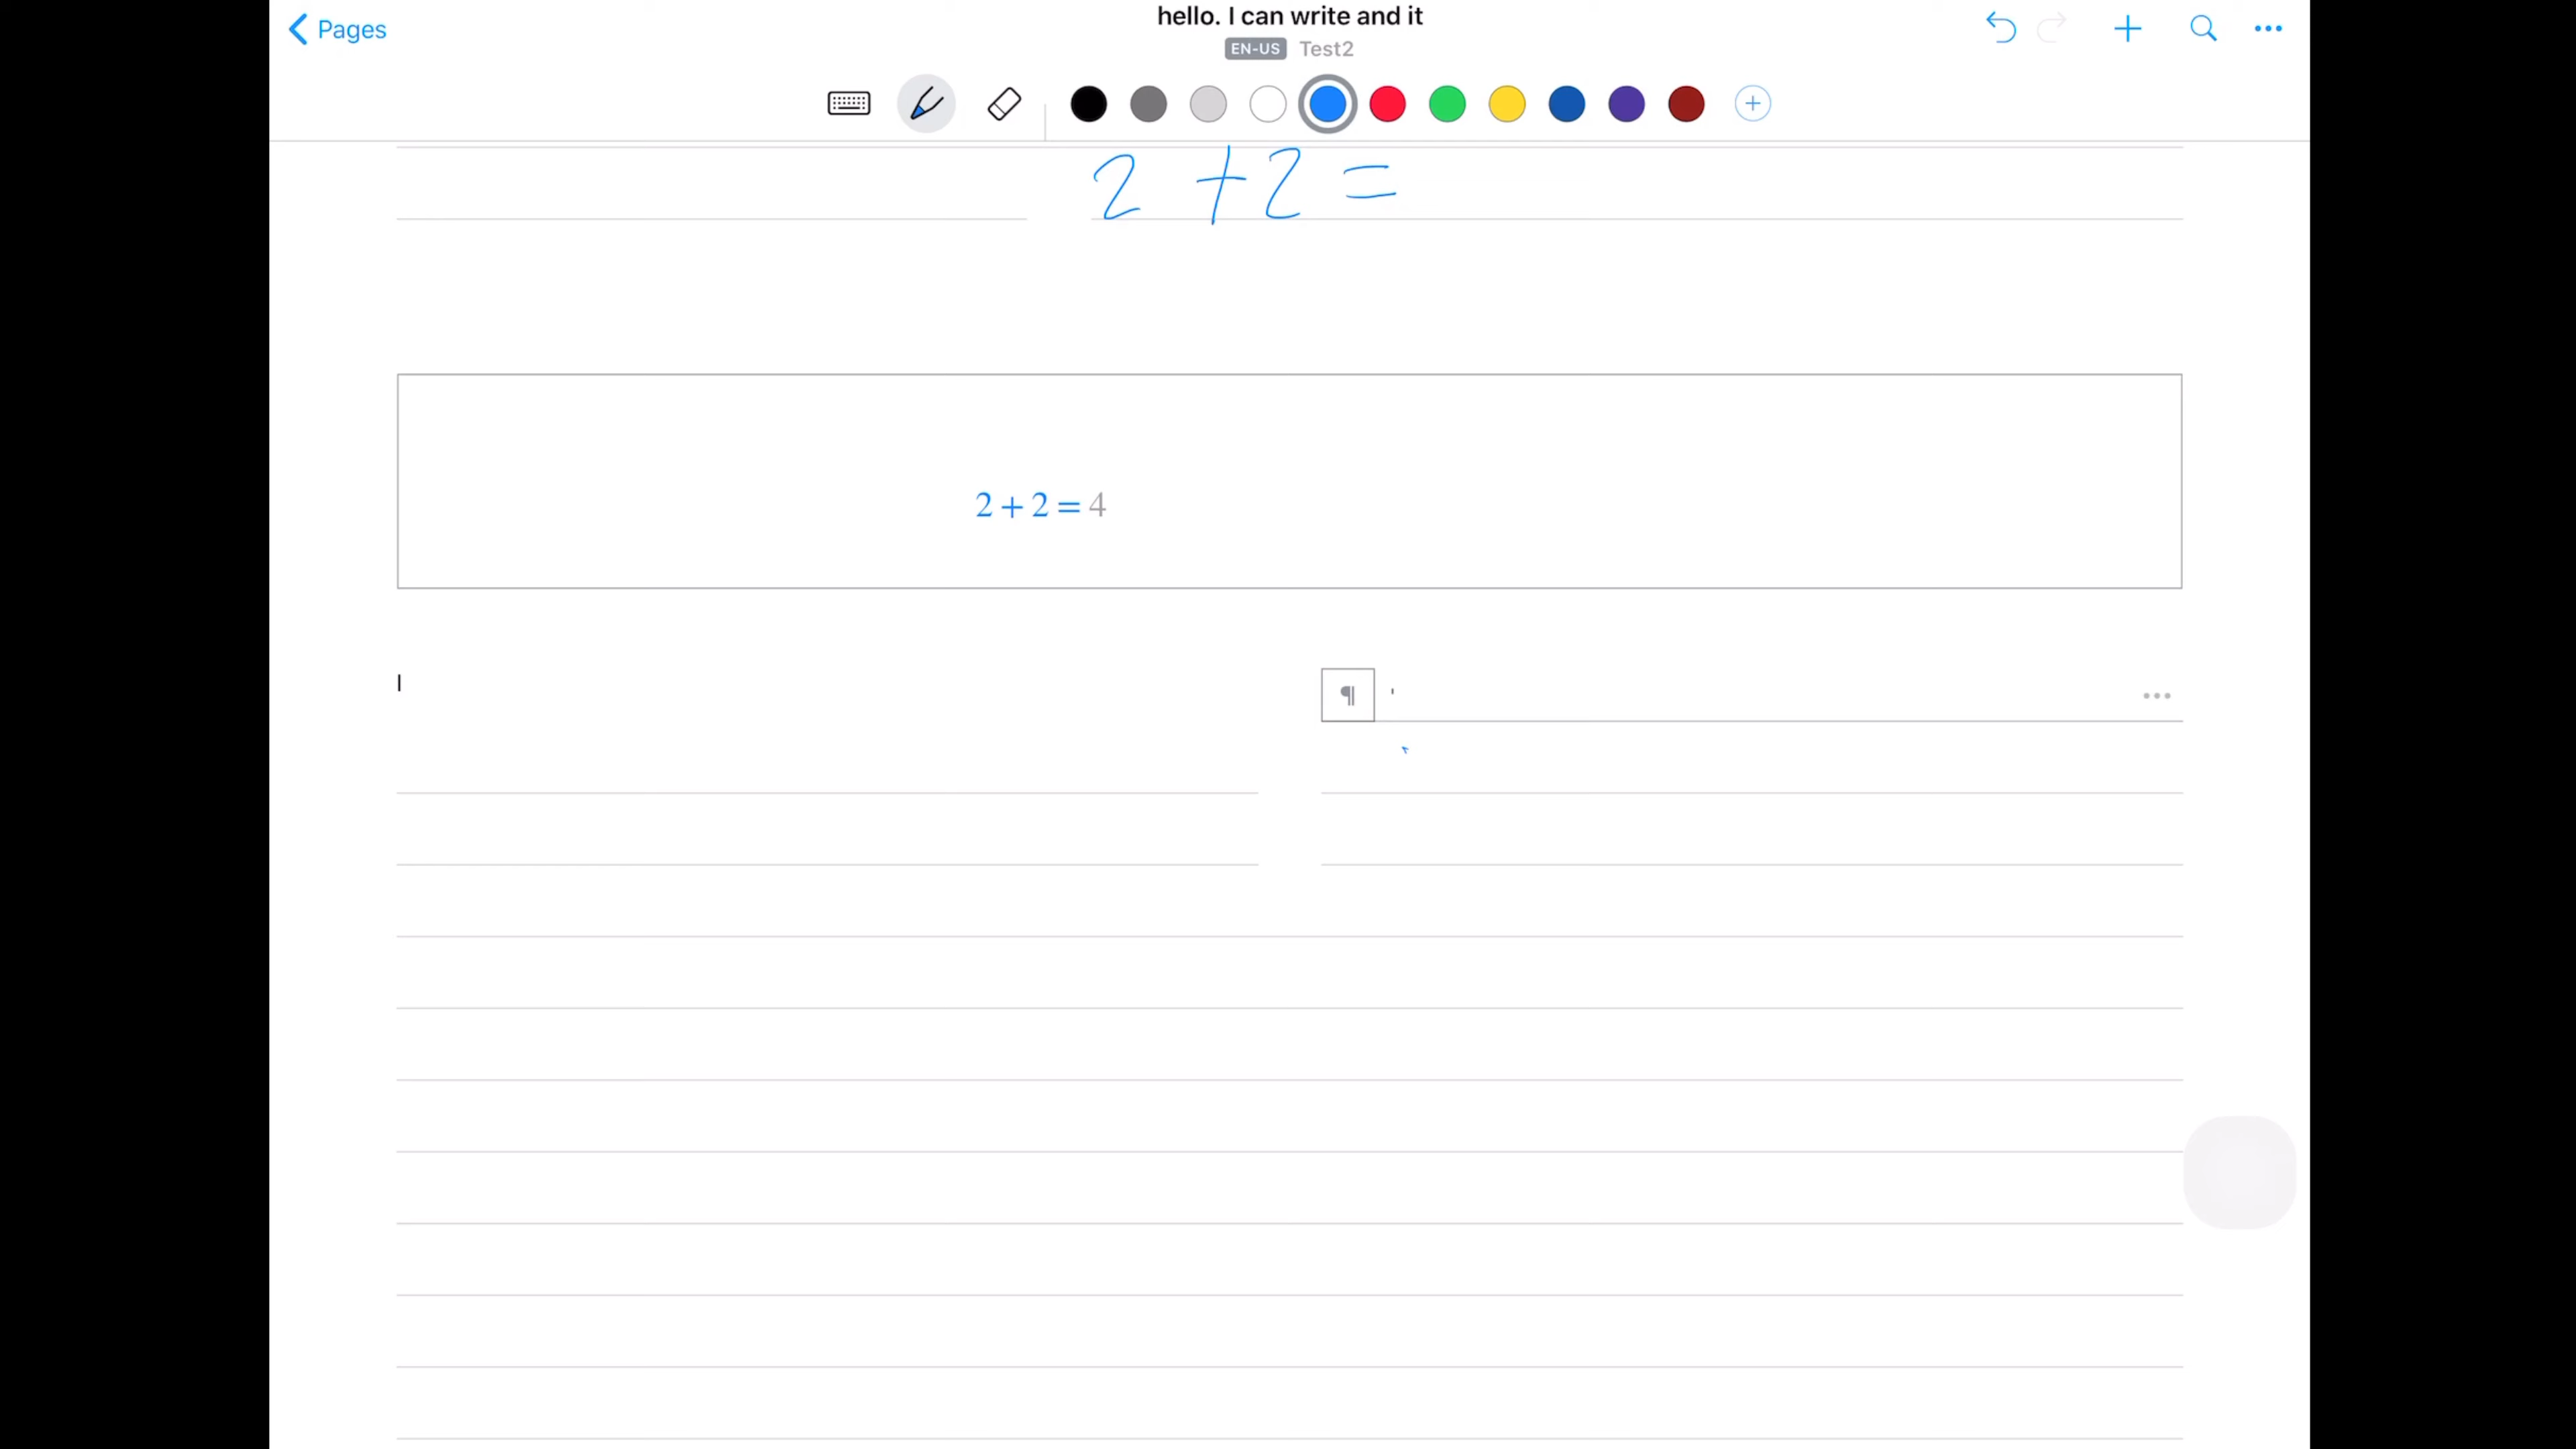 Pages
hello. I can write and it
EN-US Test2
2 + 2 =
2 + 2 = 4
l
¶ '